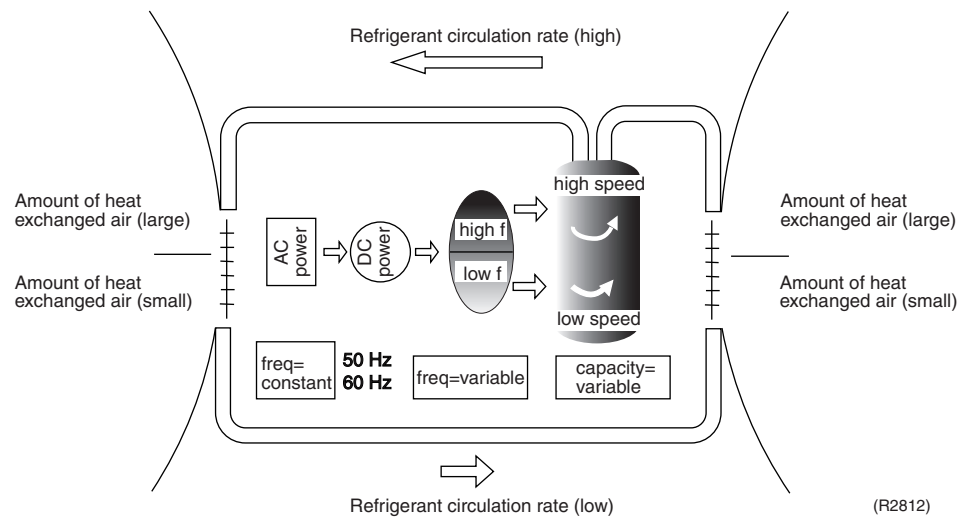 Refrigerant circulation rate (high)
high speed
Amount of heat
exchanged air (large)
Amount of heat
exchanged air (large)
AC
power
DC
power
high f
low f
Amount of heat
exchanged air (small)
Amount of heat
exchanged air (small)
low speed
freq=
constant
50 Hz
60 Hz
freq=variable
capacity=
variable
Refrigerant circulation rate (low)
(R2812)